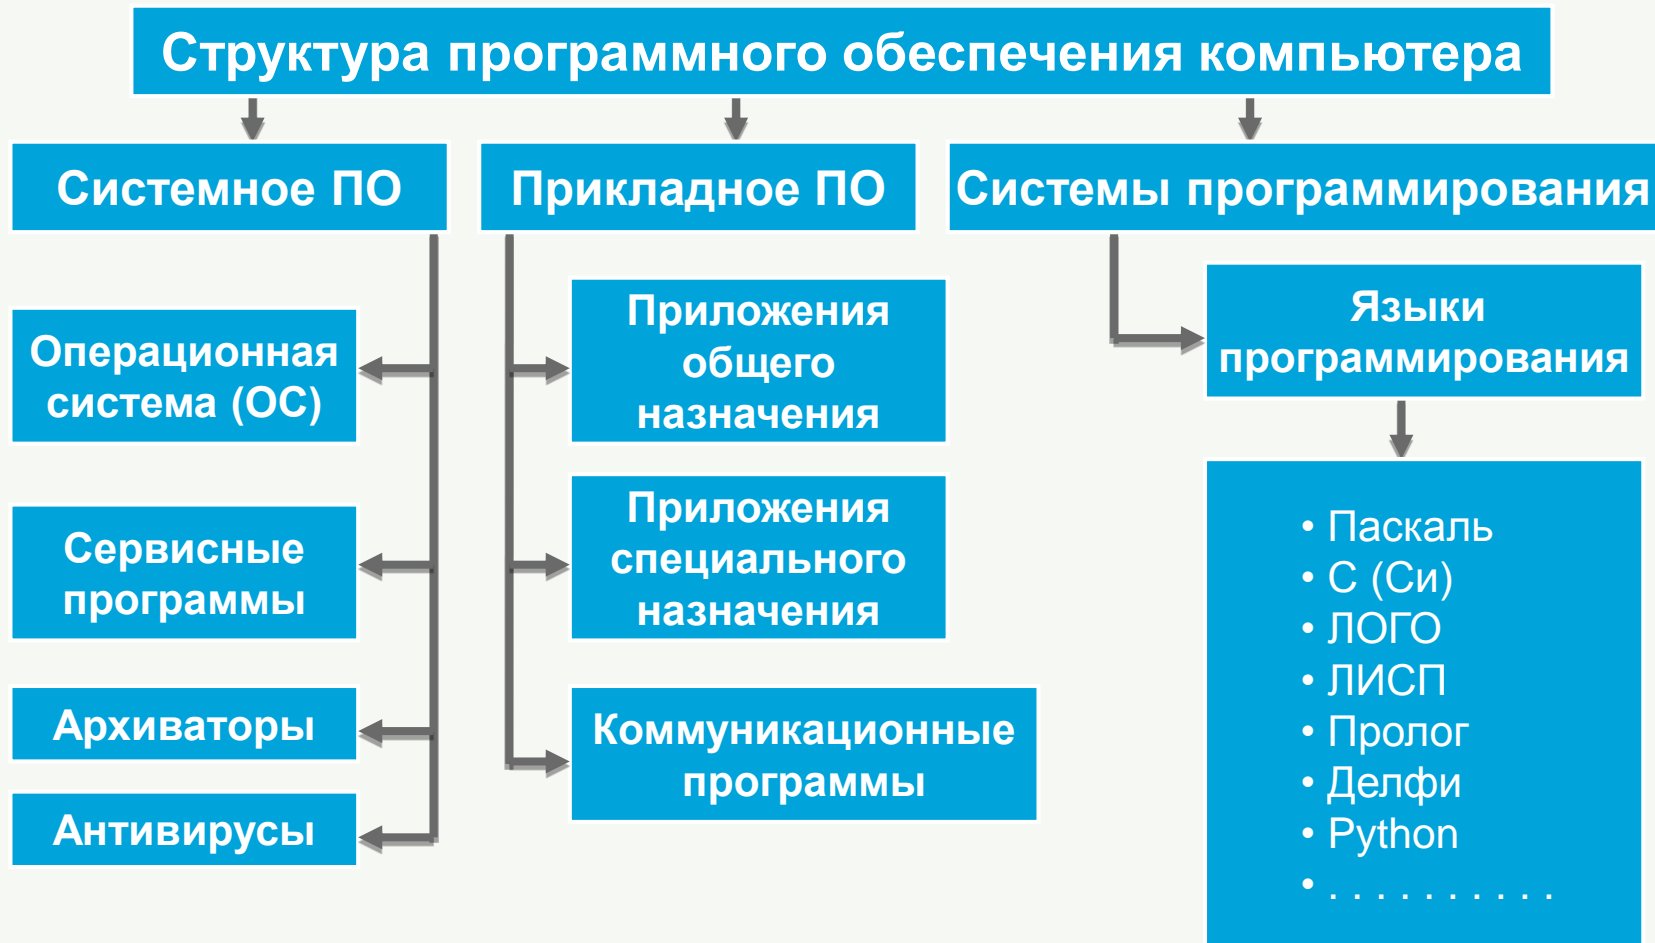 Структура программного обеспечения компьютера
Системное ПО
Прикладное ПО
Системы программирования
Операционная
система (ОС)
Сервисные
программы
Архиваторы
Антивирусы
Приложения
общего
назначения
Приложения
специального
назначения
Коммуникационные
программы
Языки
программирования
• Паскаль
• С (Си)
• ЛОГО
• ЛИСП
• Пролог
• Делфи
• Python
• . . . . . . . . . .